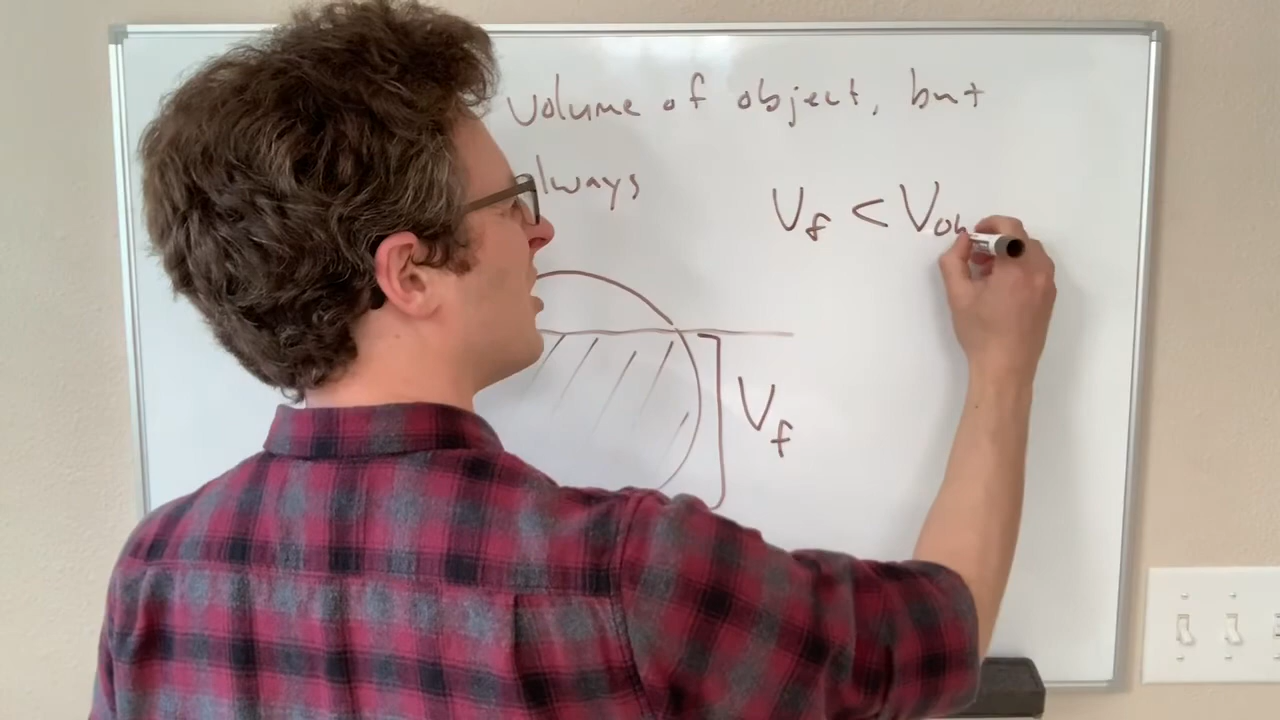 volume of object, but
lways
Vf < Vob
Vf